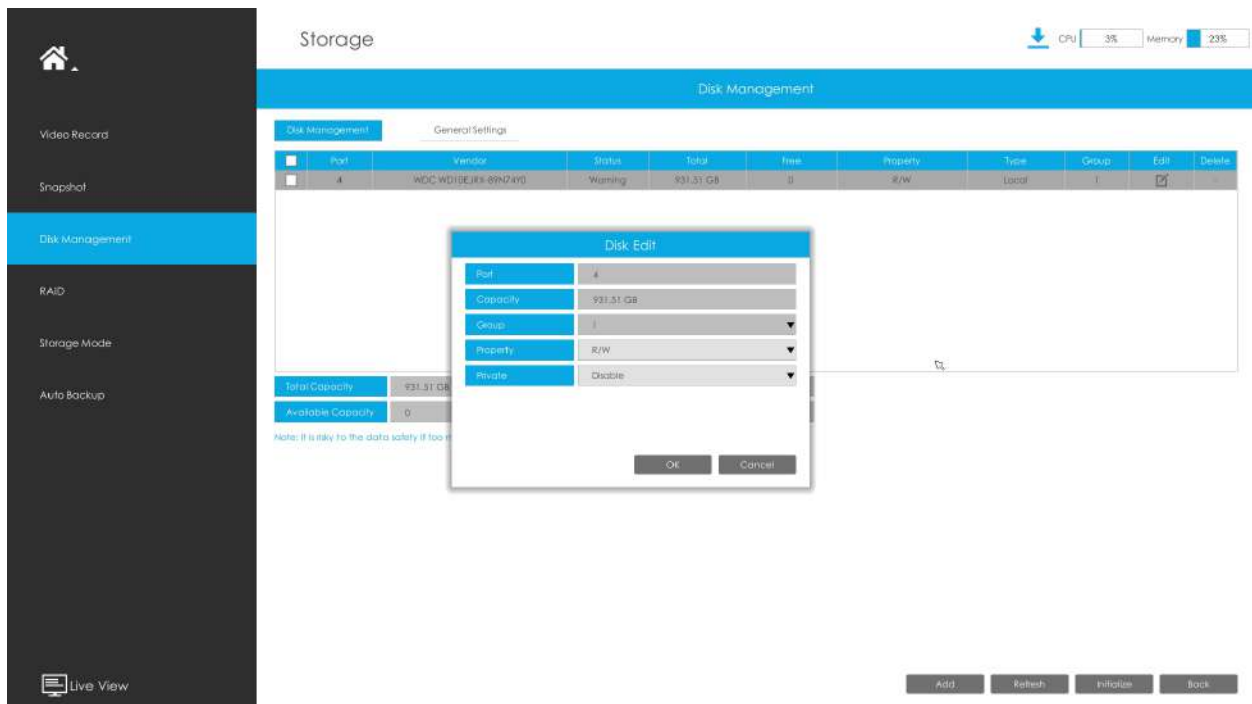 Storage
CPU 3% Memory 23%
Disk Management
Video Record
Snapshot
Disk Management
RAID
Storage Mode
Auto Backup
Live View
Disk Management General Settings
Port Vendor Status Total Free Property Type Group Edit Delete
4 Warning 931.51 GB 0 R/W Local 1
Disk Edit
Port 4
Capacity 931.51 GB
Group 1
Property R/W
Private Disable
OK Cancel
Total Capacity 931.51 GB
Available Capacity 0
Note: It is risky to the data safety if too
Add Refresh Initialize Back